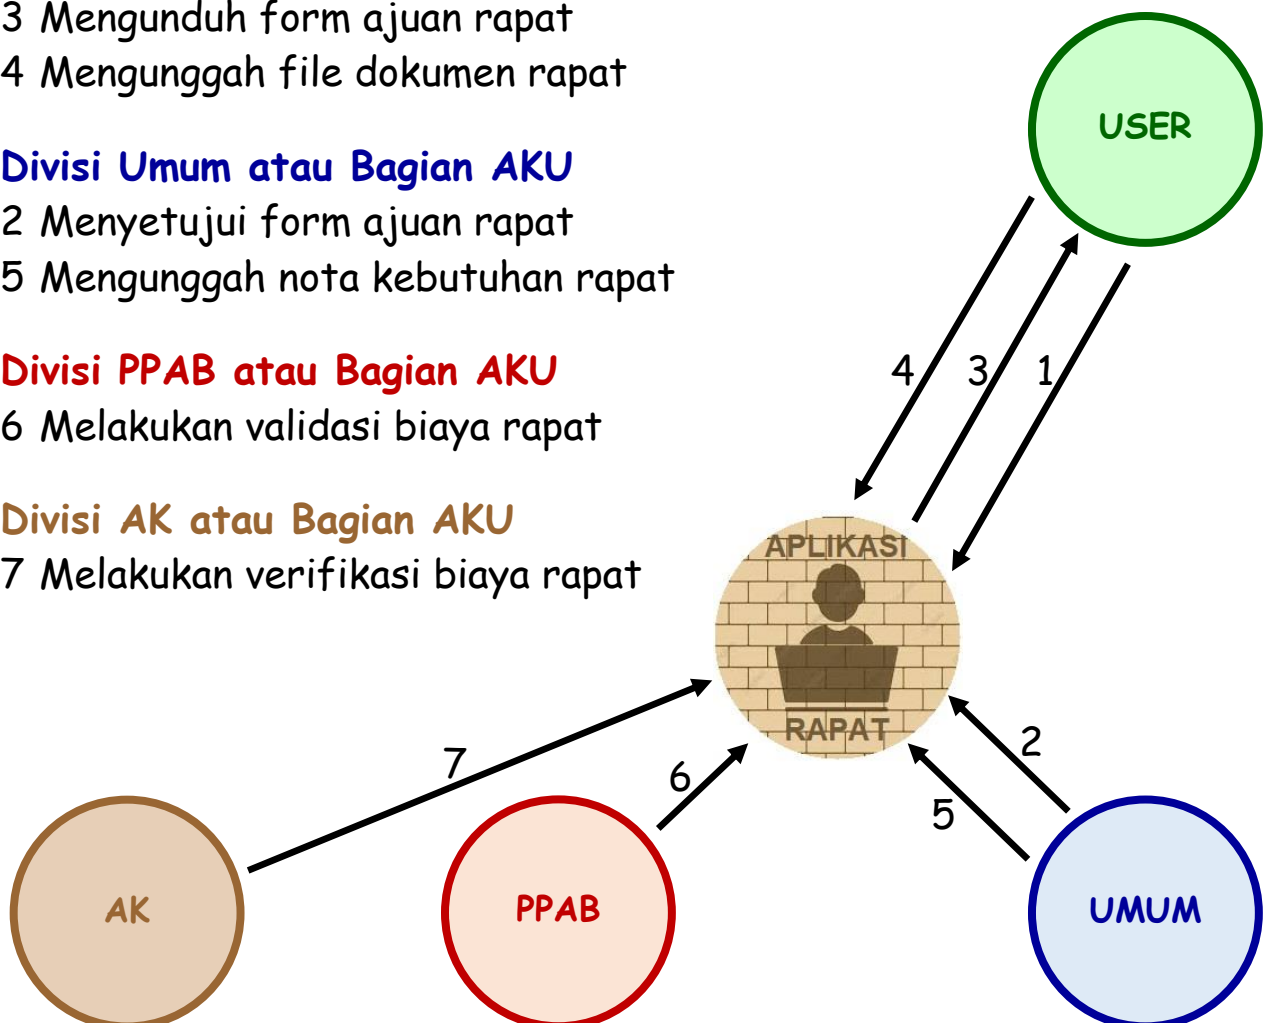 3 Mengunduh form ajuan rapat
4 Mengunggah file dokumen rapat
Divisi Umum atau Bagian AKU
2 Menyetujui form ajuan rapat
5 Mengunggah nota kebutuhan rapat
Divisi PPAB atau Bagian AKU
6 Melakukan validasi biaya rapat
Divisi AK atau Bagian AKU
7 Melakukan verifikasi biaya rapat
USER
4
3
1
APLIKASI
RAPAT
7
6
5
2
AK
PPAB
UMUM